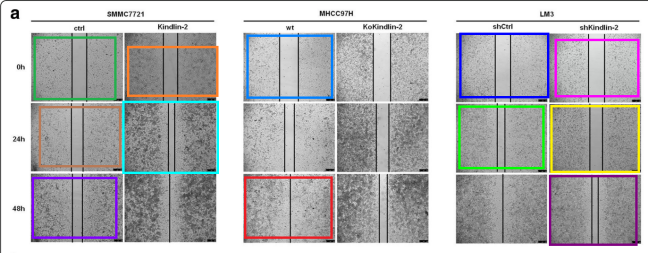 a
SMMC7721 MHCC97H LM3
ctrl Kindlin-2 wt KoKindlin-2 shCtrl shKindlin-2
0h
24h
48h